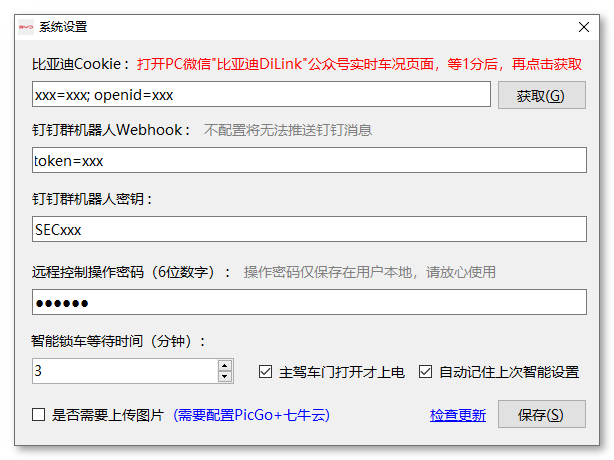 BYD 系统设置
比亚迪Cookie： 打开PC微信"比亚迪DiLink"公众号实时车况页面，等1分后，再点击获取
xxx=xxx; openid=xxx 获取(G)
钉钉群机器人Webhook： 不配置将无法推送钉钉消息
token=xxx
钉钉群机器人密钥：
SECxxx
远程控制操作密码（6位数字）： 操作密码仅保存在用户本地，请放心使用
●●●●●●
智能锁车等待时间（分钟）：
3 主驾车门打开才上电 自动记住上次智能设置
是否需要上传图片 (需要配置PicGo+七牛云) 检查更新 保存(S)